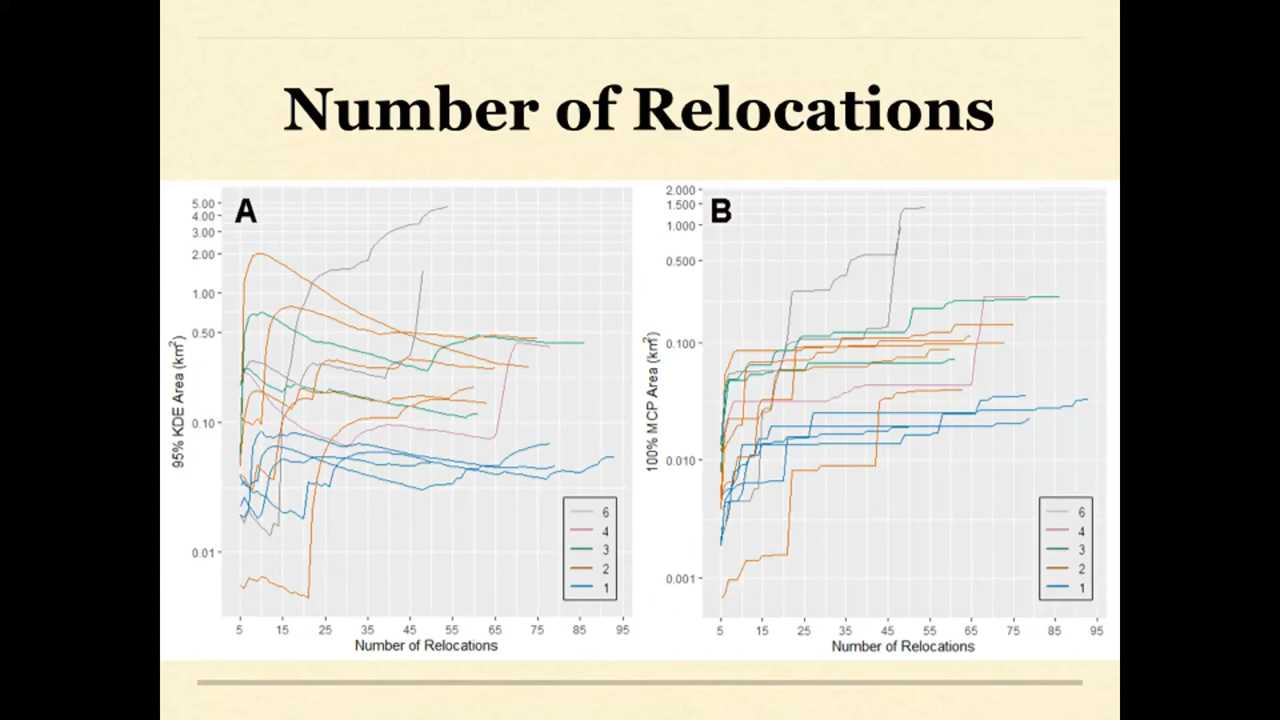 Number of Relocations
A
5.00
4.00
3.00
2.00
1.00
0.50
0.10
0.01
95% KDE Area (km²)
5 15 25 35 45 55 65 75 85 95
Number of Relocations
6
4
3
2
1
B
2.000
1.500
1.000
0.500
0.100
0.010
0.001
100% MCP Area (km²)
5 15 25 35 45 55 65 75 85 95
Number of Relocations
6
4
3
2
1